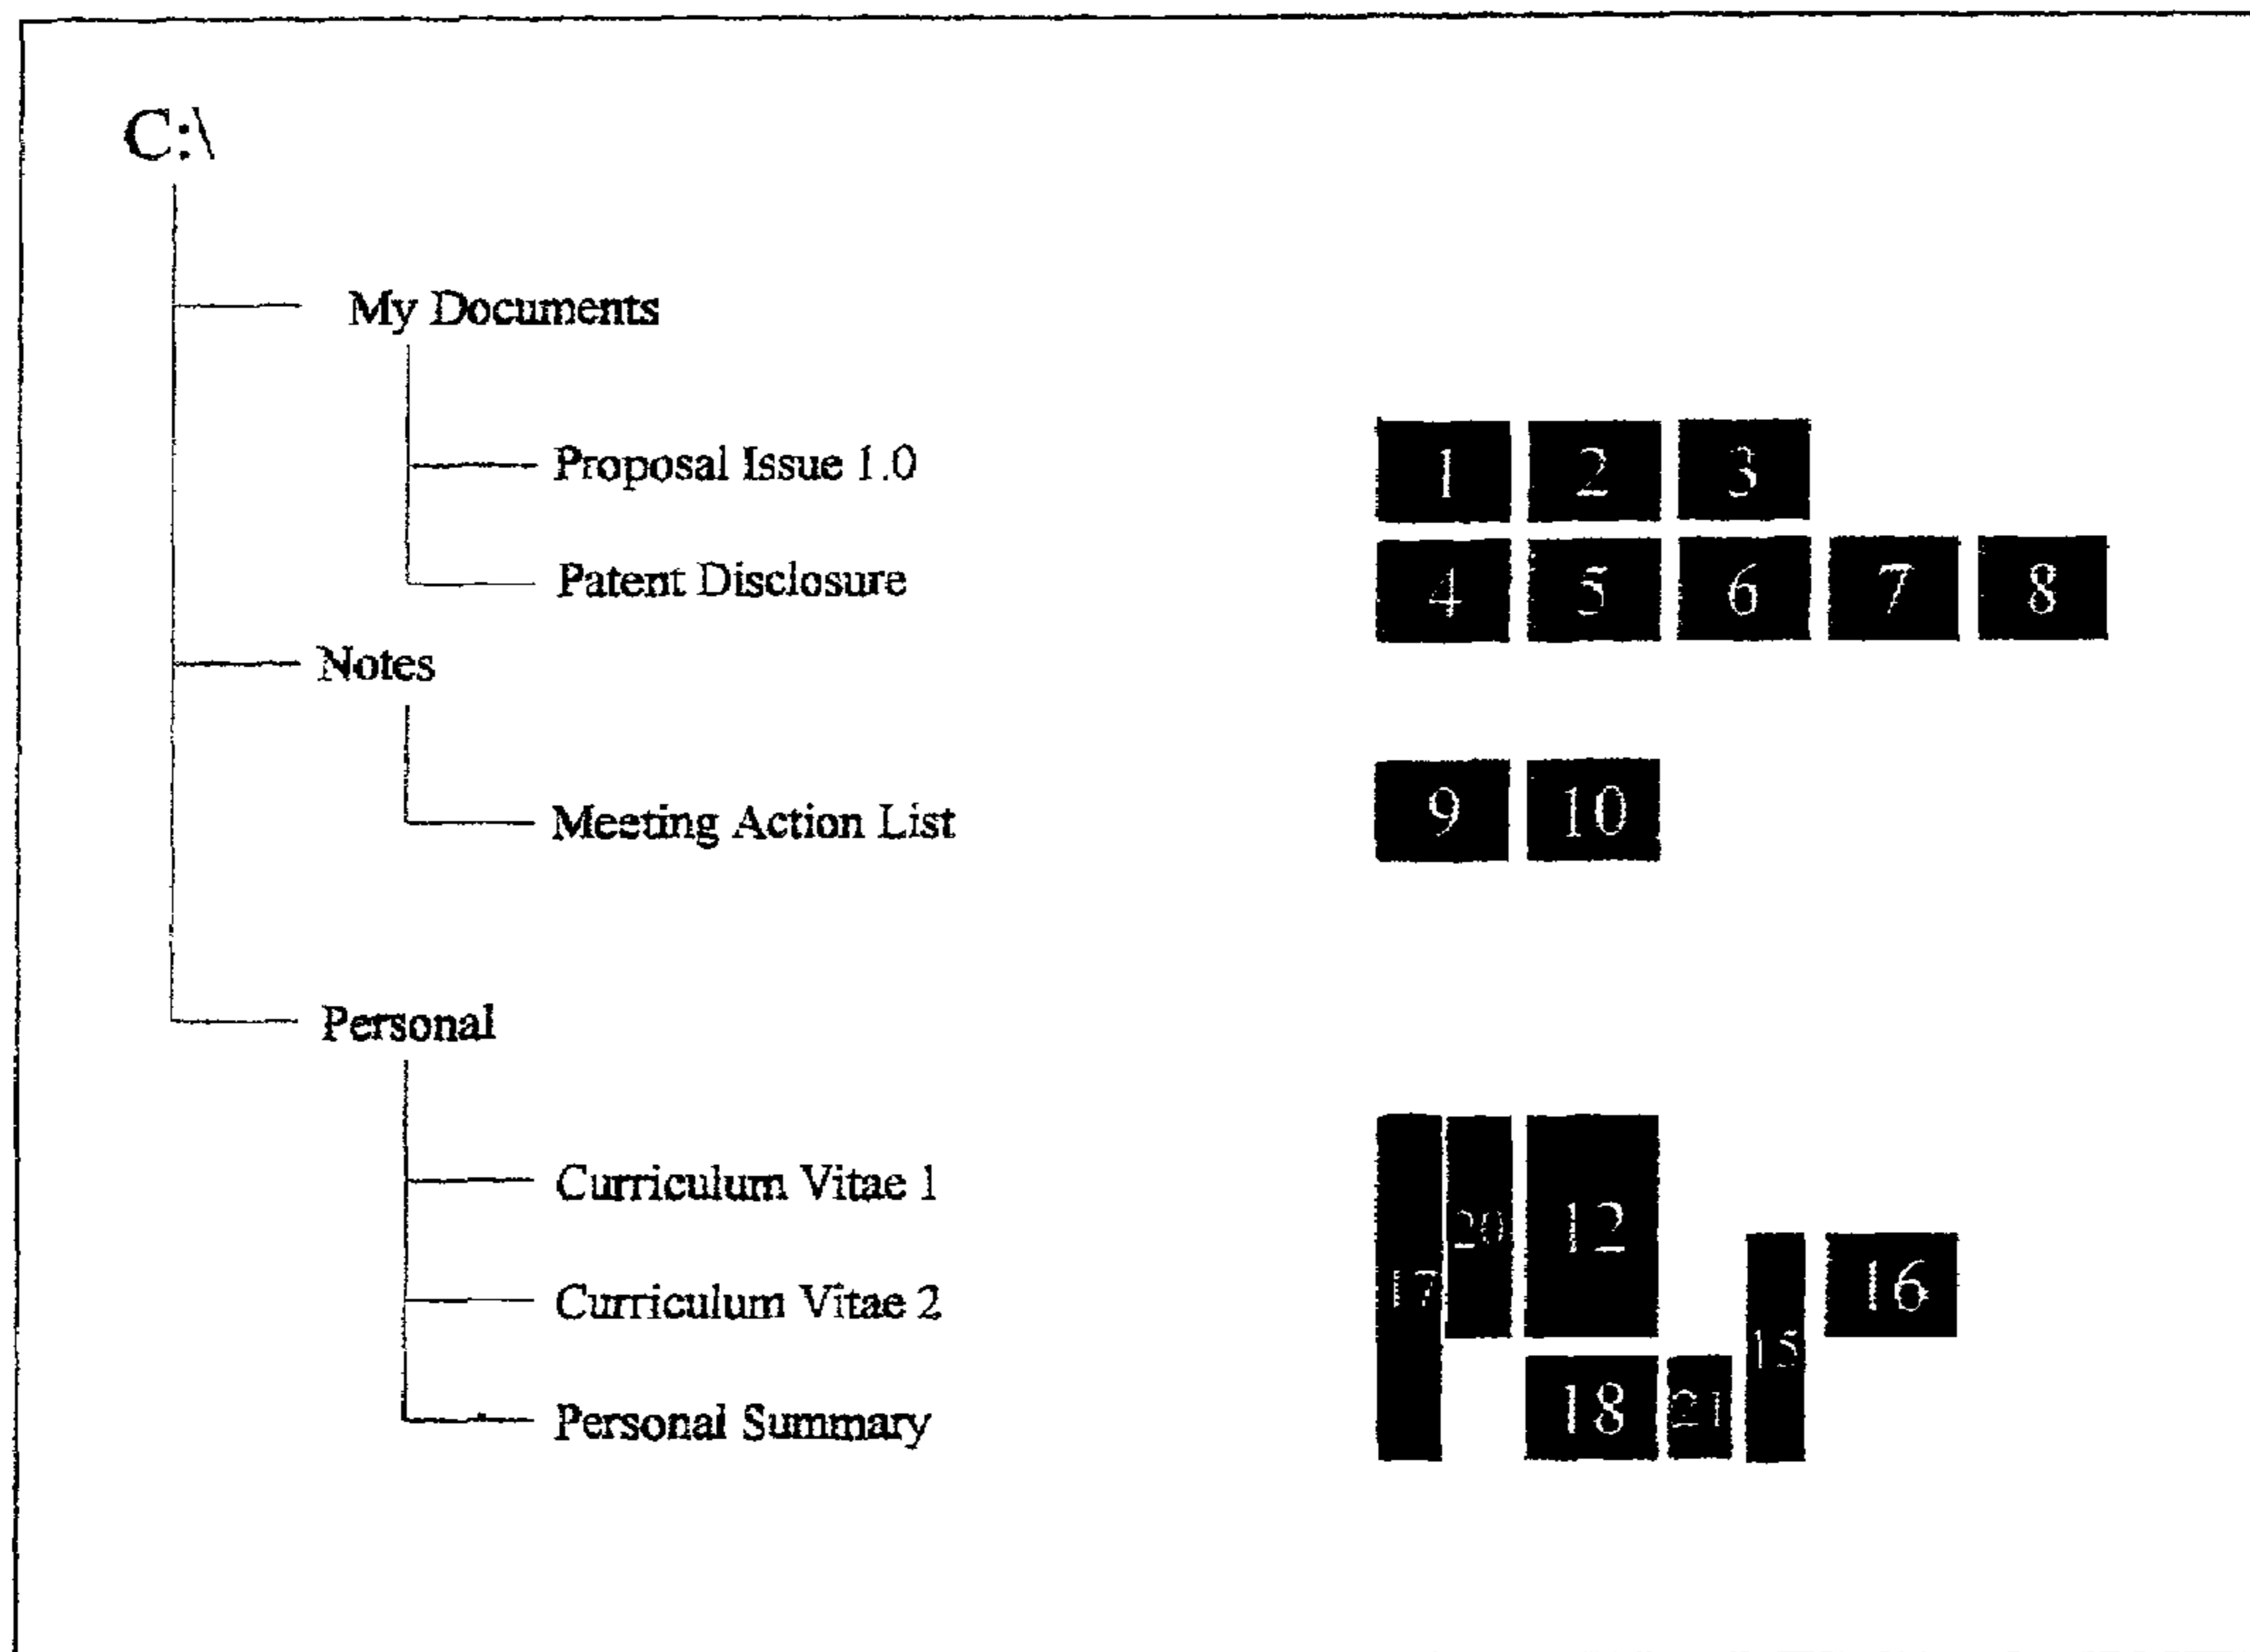 C:\
My Documents
Proposal Issue 1.0 1 2 3
Patent Disclosure 4 5 6 7 8
Notes
Meeting Action List 9 10
Personal
Curriculum Vitae 1 20 12
Curriculum Vitae 2 17 15 16
Personal Summary 18 21